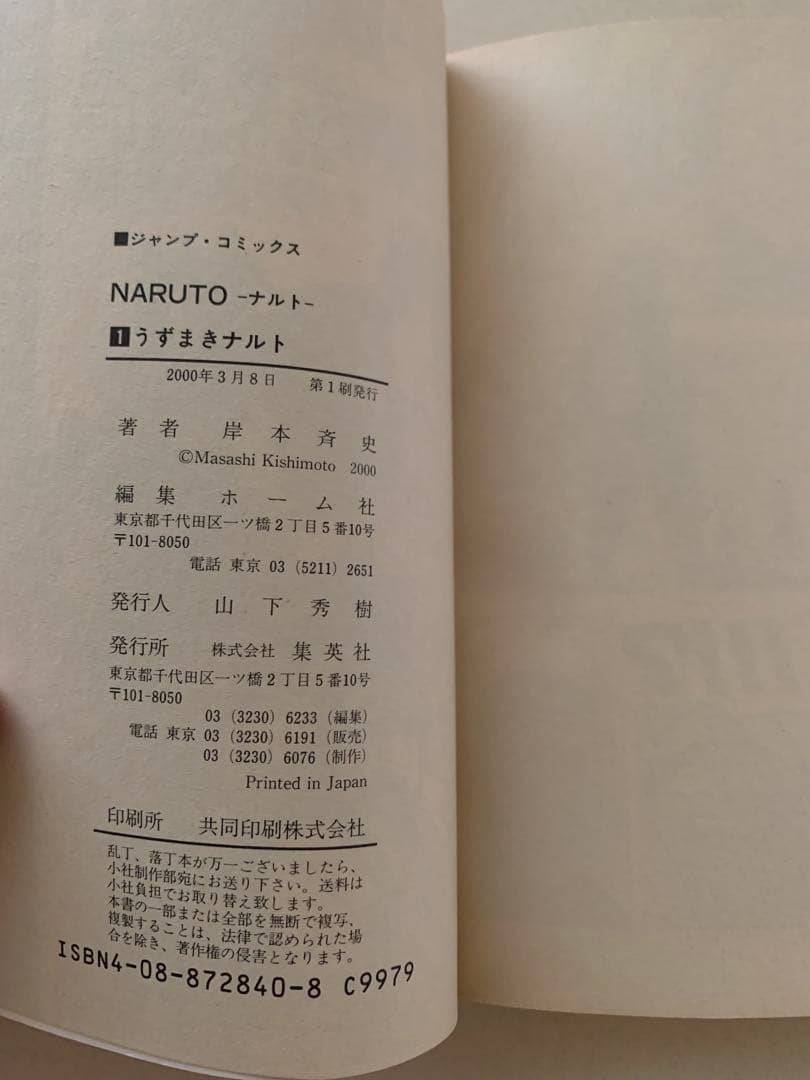 ■ジャンプ・コミックス
NARUTO -ナルト-
1うずまきナルト
2000年3月8日 第1刷発行
著者 岸本斉史
©Masashi Kishimoto 2000
編集 ホーム社
東京都千代田区一ツ橋2丁目5番10号
〒101-8050
電話 東京 03 (5211) 2651
発行人 山下秀樹
発行所 株式会社 集英社
東京都千代田区一ツ橋2丁目5番10号
〒101-8050
03 (3230) 6233 (編集)
電話 東京 03 (3230) 6191 (販売)
03 (3230) 6076 (制作)
Printed in Japan
印刷所 共同印刷株式会社
乱丁、落丁本が万一ございましたら、
小社制作部宛にお送り下さい。送料は
小社負担でお取り替え致します。
本書の一部または全部を無断で複写、
複製することは、法律で認められた場
合を除き、著作権の侵害となります。
ISBN4-08-872840-8 C9979